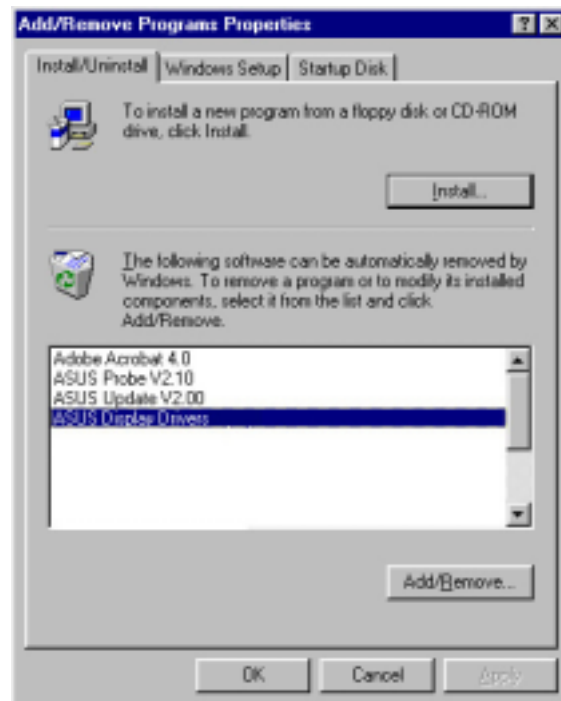 Add/Remove Programs Properties
Install/Uninstall Windows Setup Startup Disk
To install a new program from a floppy disk or CD-ROM
drive, click Install.
Install...
The following software can be automatically removed by
Windows. To remove a program or to modify its installed
components, select it from the list and click
Add/Remove.
Adobe Acrobat 4.0
ASUS Probe V2.10
ASUS Update V2.00
ASUS Display Drivers
Add/Remove...
OK Cancel Apply